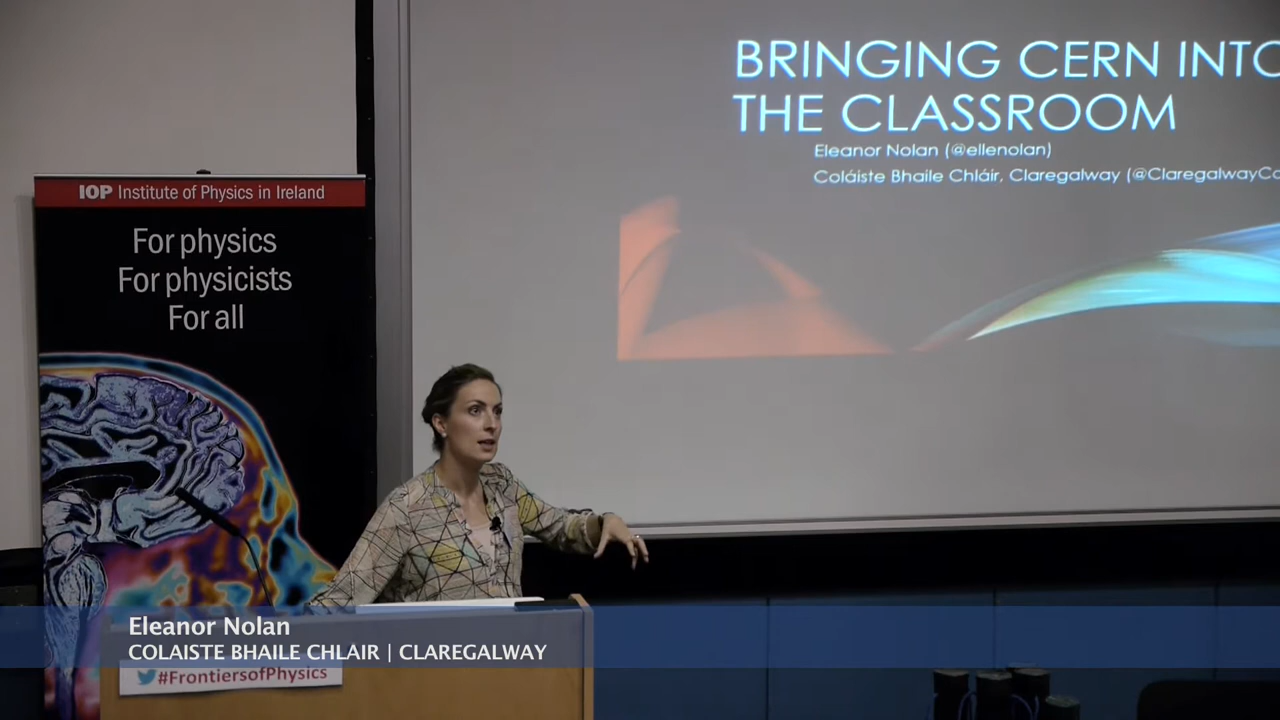 BRINGING CERN INTO
THE CLASSROOM
Eleanor Nolan (@ellenolan)
Coláiste Bhaile Chláir, Claregalway (@ClaregalwayCo
IOP Institute of Physics in Ireland
For physics
For physicists
For all
Eleanor Nolan
COLAISTE BHAILE CHLAIR | CLAREGALWAY
#FrontiersofPhysics